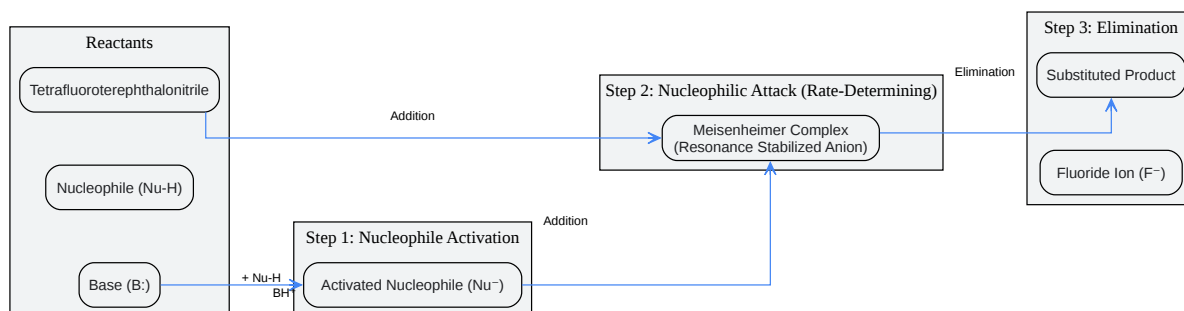 Reactants
Tetrafluoroterephthalonitrile
Nucleophile (Nu-H)
Base (B:)
+ Nu-H
BH⁺
Step 1: Nucleophile Activation
Activated Nucleophile (Nu⁻)
Addition
Addition
Step 2: Nucleophilic Attack (Rate-Determining)
Meisenheimer Complex
(Resonance Stabilized Anion)
Elimination
Step 3: Elimination
Substituted Product
Fluoride Ion (F⁻)